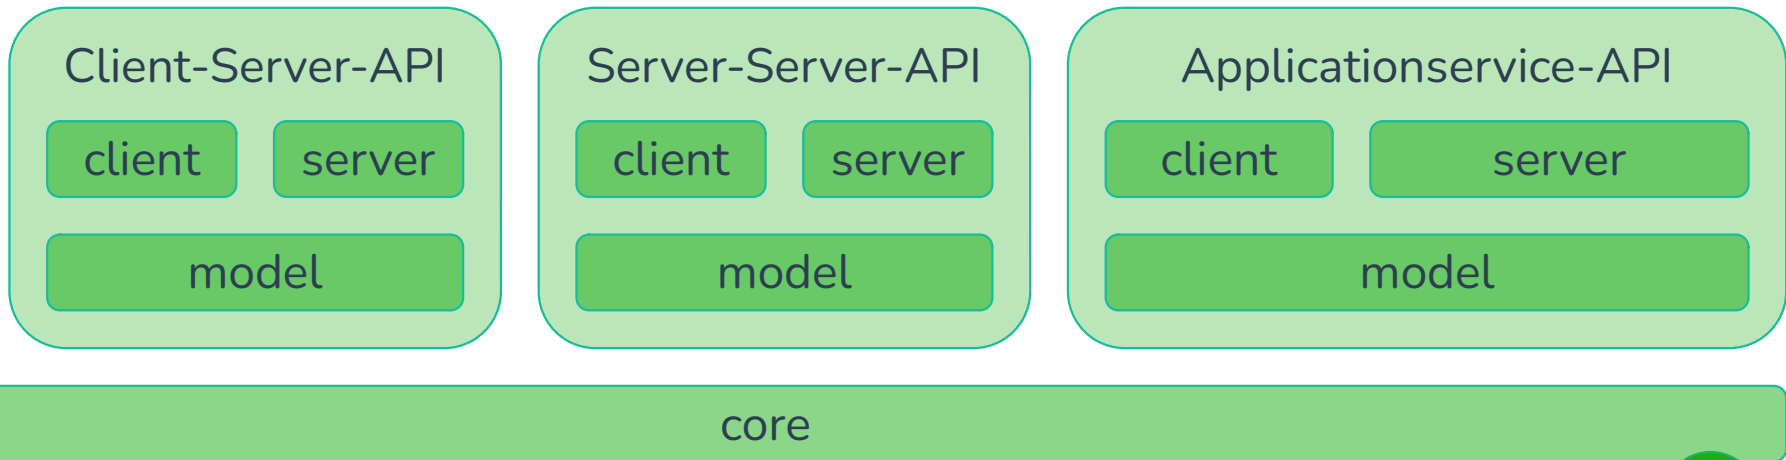 Client-Server-API
client
server
model
Server-Server-API
client
server
model
Applicationservice-API
client
server
model
core